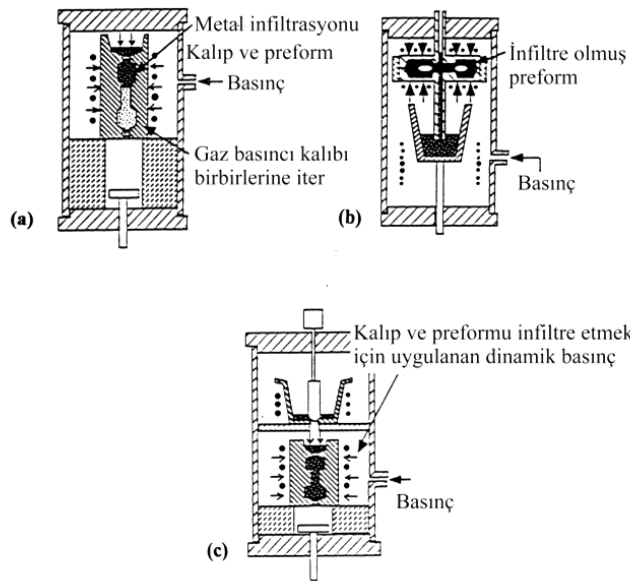 Metal infiltrasyonu
Kalıp ve preform
Basınç
Gaz basıncı kalıbı
birbirlerine iter
(a)
İnfiltre olmuş
preform
Basınç
(b)
Kalıp ve preformu infiltre etmek
için uygulanan dinamik basınç
Basınç
(c)